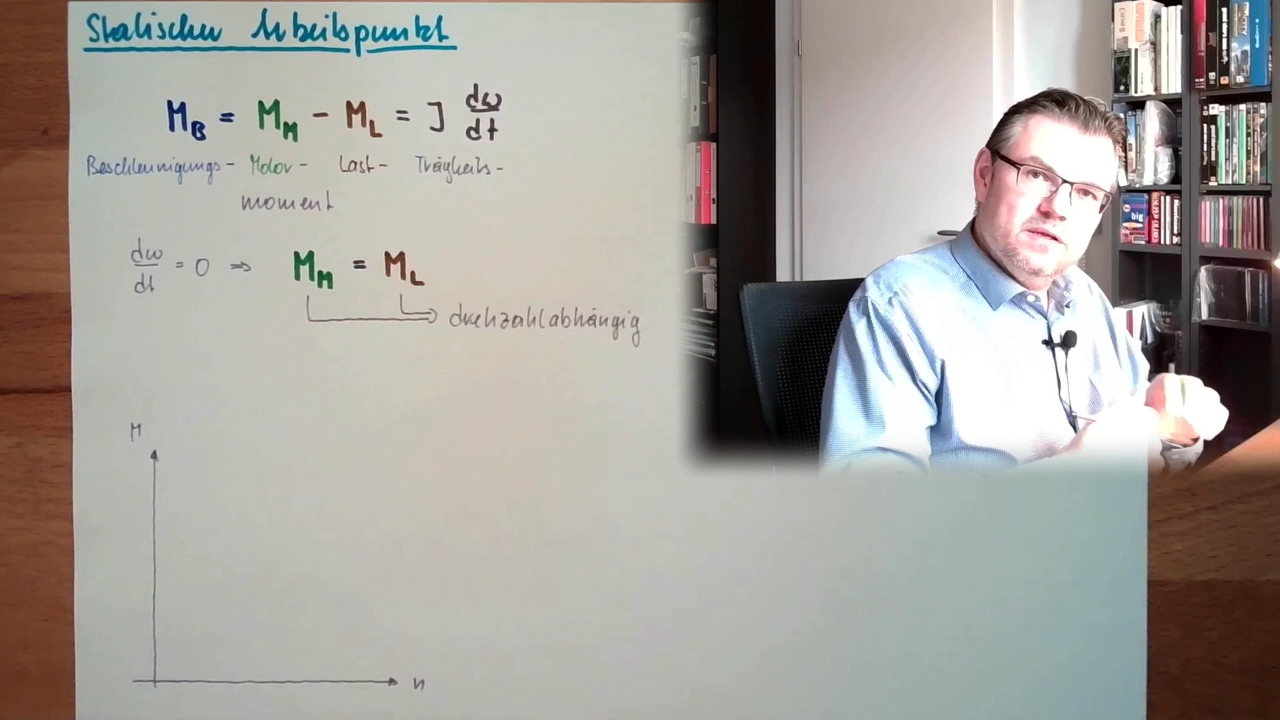 Statischer Arbeitspunkt
M_B = M_M - M_L = J dω/dt
Beschleunigungs- Motor- Last- Trägheits-
moment
dω/dt = 0 ⇒ M_M = M_L
drehzahlabhängig
M
n